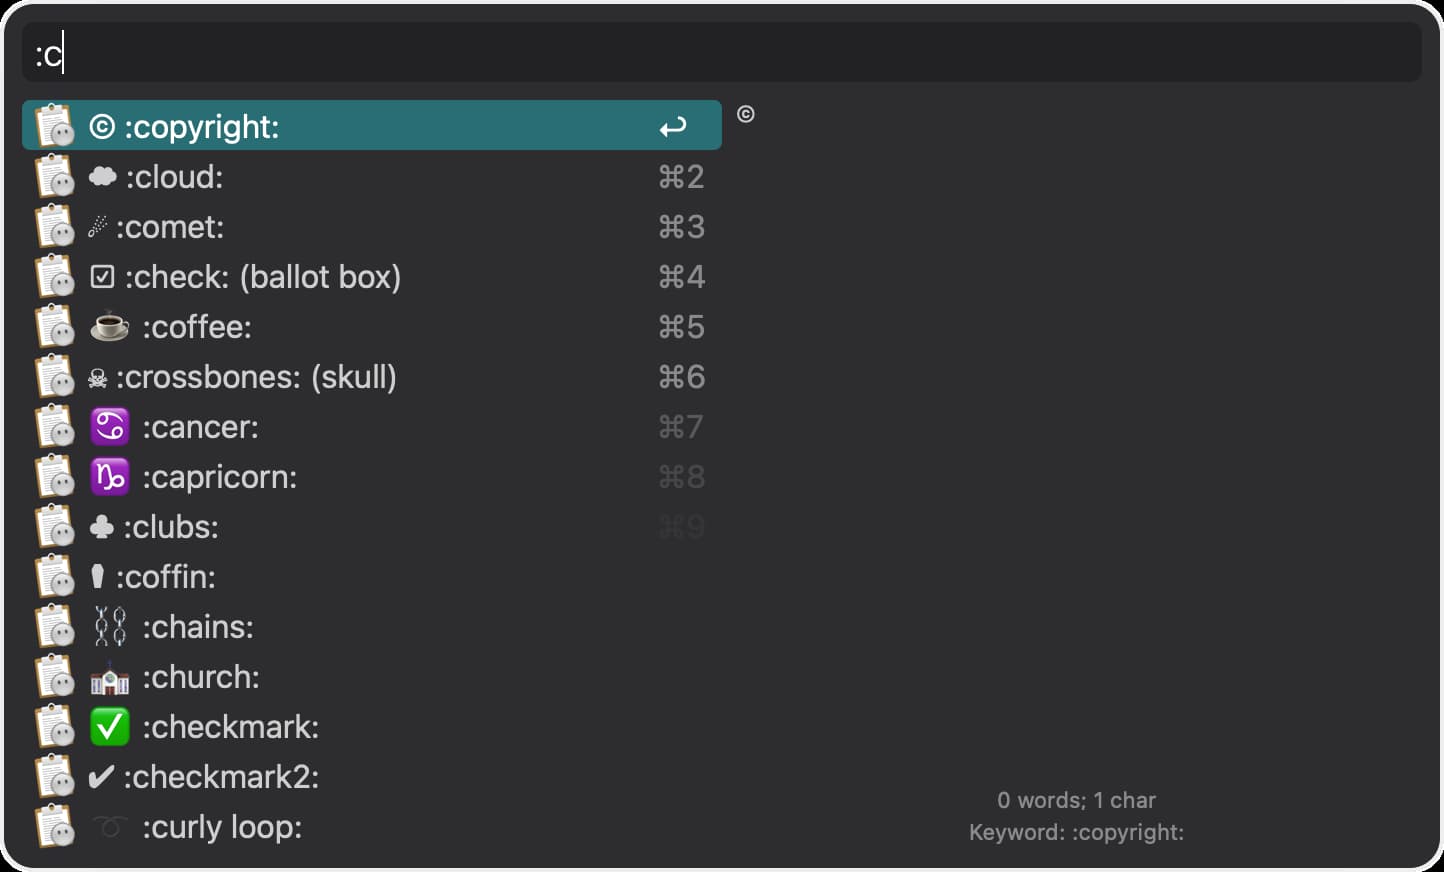 :c
© :copyright:
©
☁ :cloud: ⌘2
☄ :comet: ⌘3
☑ :check: (ballot box) ⌘4
☕ :coffee: ⌘5
☠ :crossbones: (skull) ⌘6
♋ :cancer: ⌘7
♑ :capricorn: ⌘8
♣ :clubs: ⌘9
⚰ :coffin:
⛓ :chains:
⛪ :church:
✅ :checkmark:
✔ :checkmark2:
➰ :curly loop:
0 words; 1 char
Keyword: :copyright: